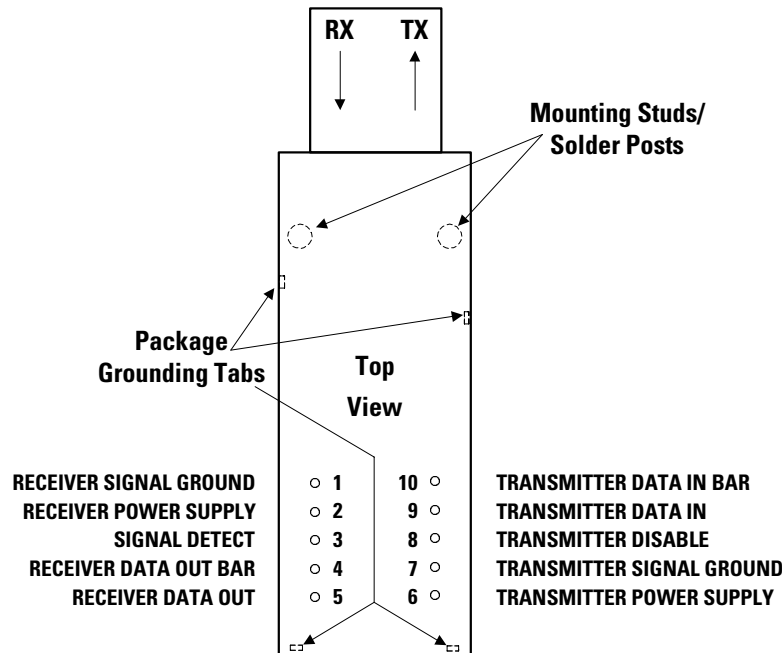 RX TX
Mounting Studs/
Solder Posts
Package
Grounding Tabs
Top
View
RECEIVER SIGNAL GROUND 1 10 TRANSMITTER DATA IN BAR
RECEIVER POWER SUPPLY 2 9 TRANSMITTER DATA IN
SIGNAL DETECT 3 8 TRANSMITTER DISABLE
RECEIVER DATA OUT BAR 4 7 TRANSMITTER SIGNAL GROUND
RECEIVER DATA OUT 5 6 TRANSMITTER POWER SUPPLY